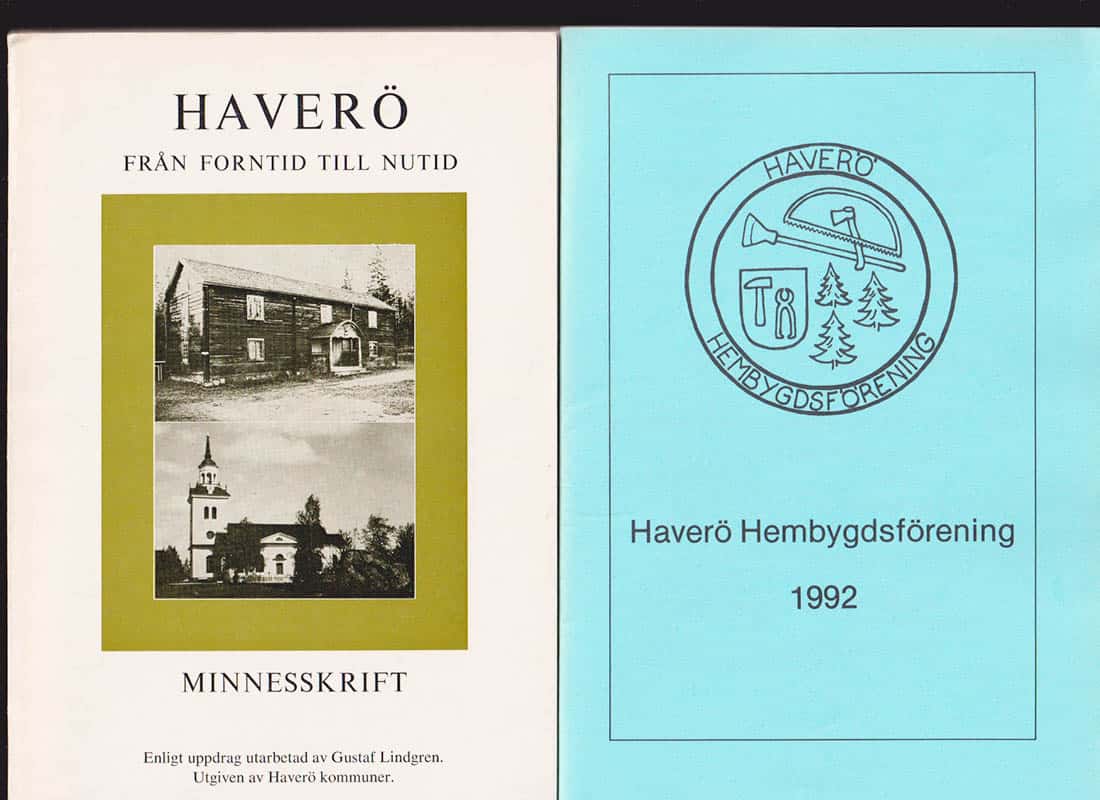 HAVERÖ
FRÅN FORNTID TILL NUTID
MINNESSKRIFT
Enligt uppdrag utarbetad av Gustaf Lindgren.
Utgiven av Haverö kommuner.
HAVERÖ
HEMBYGDSFÖRENING
Haverö Hembygdsförening
1992